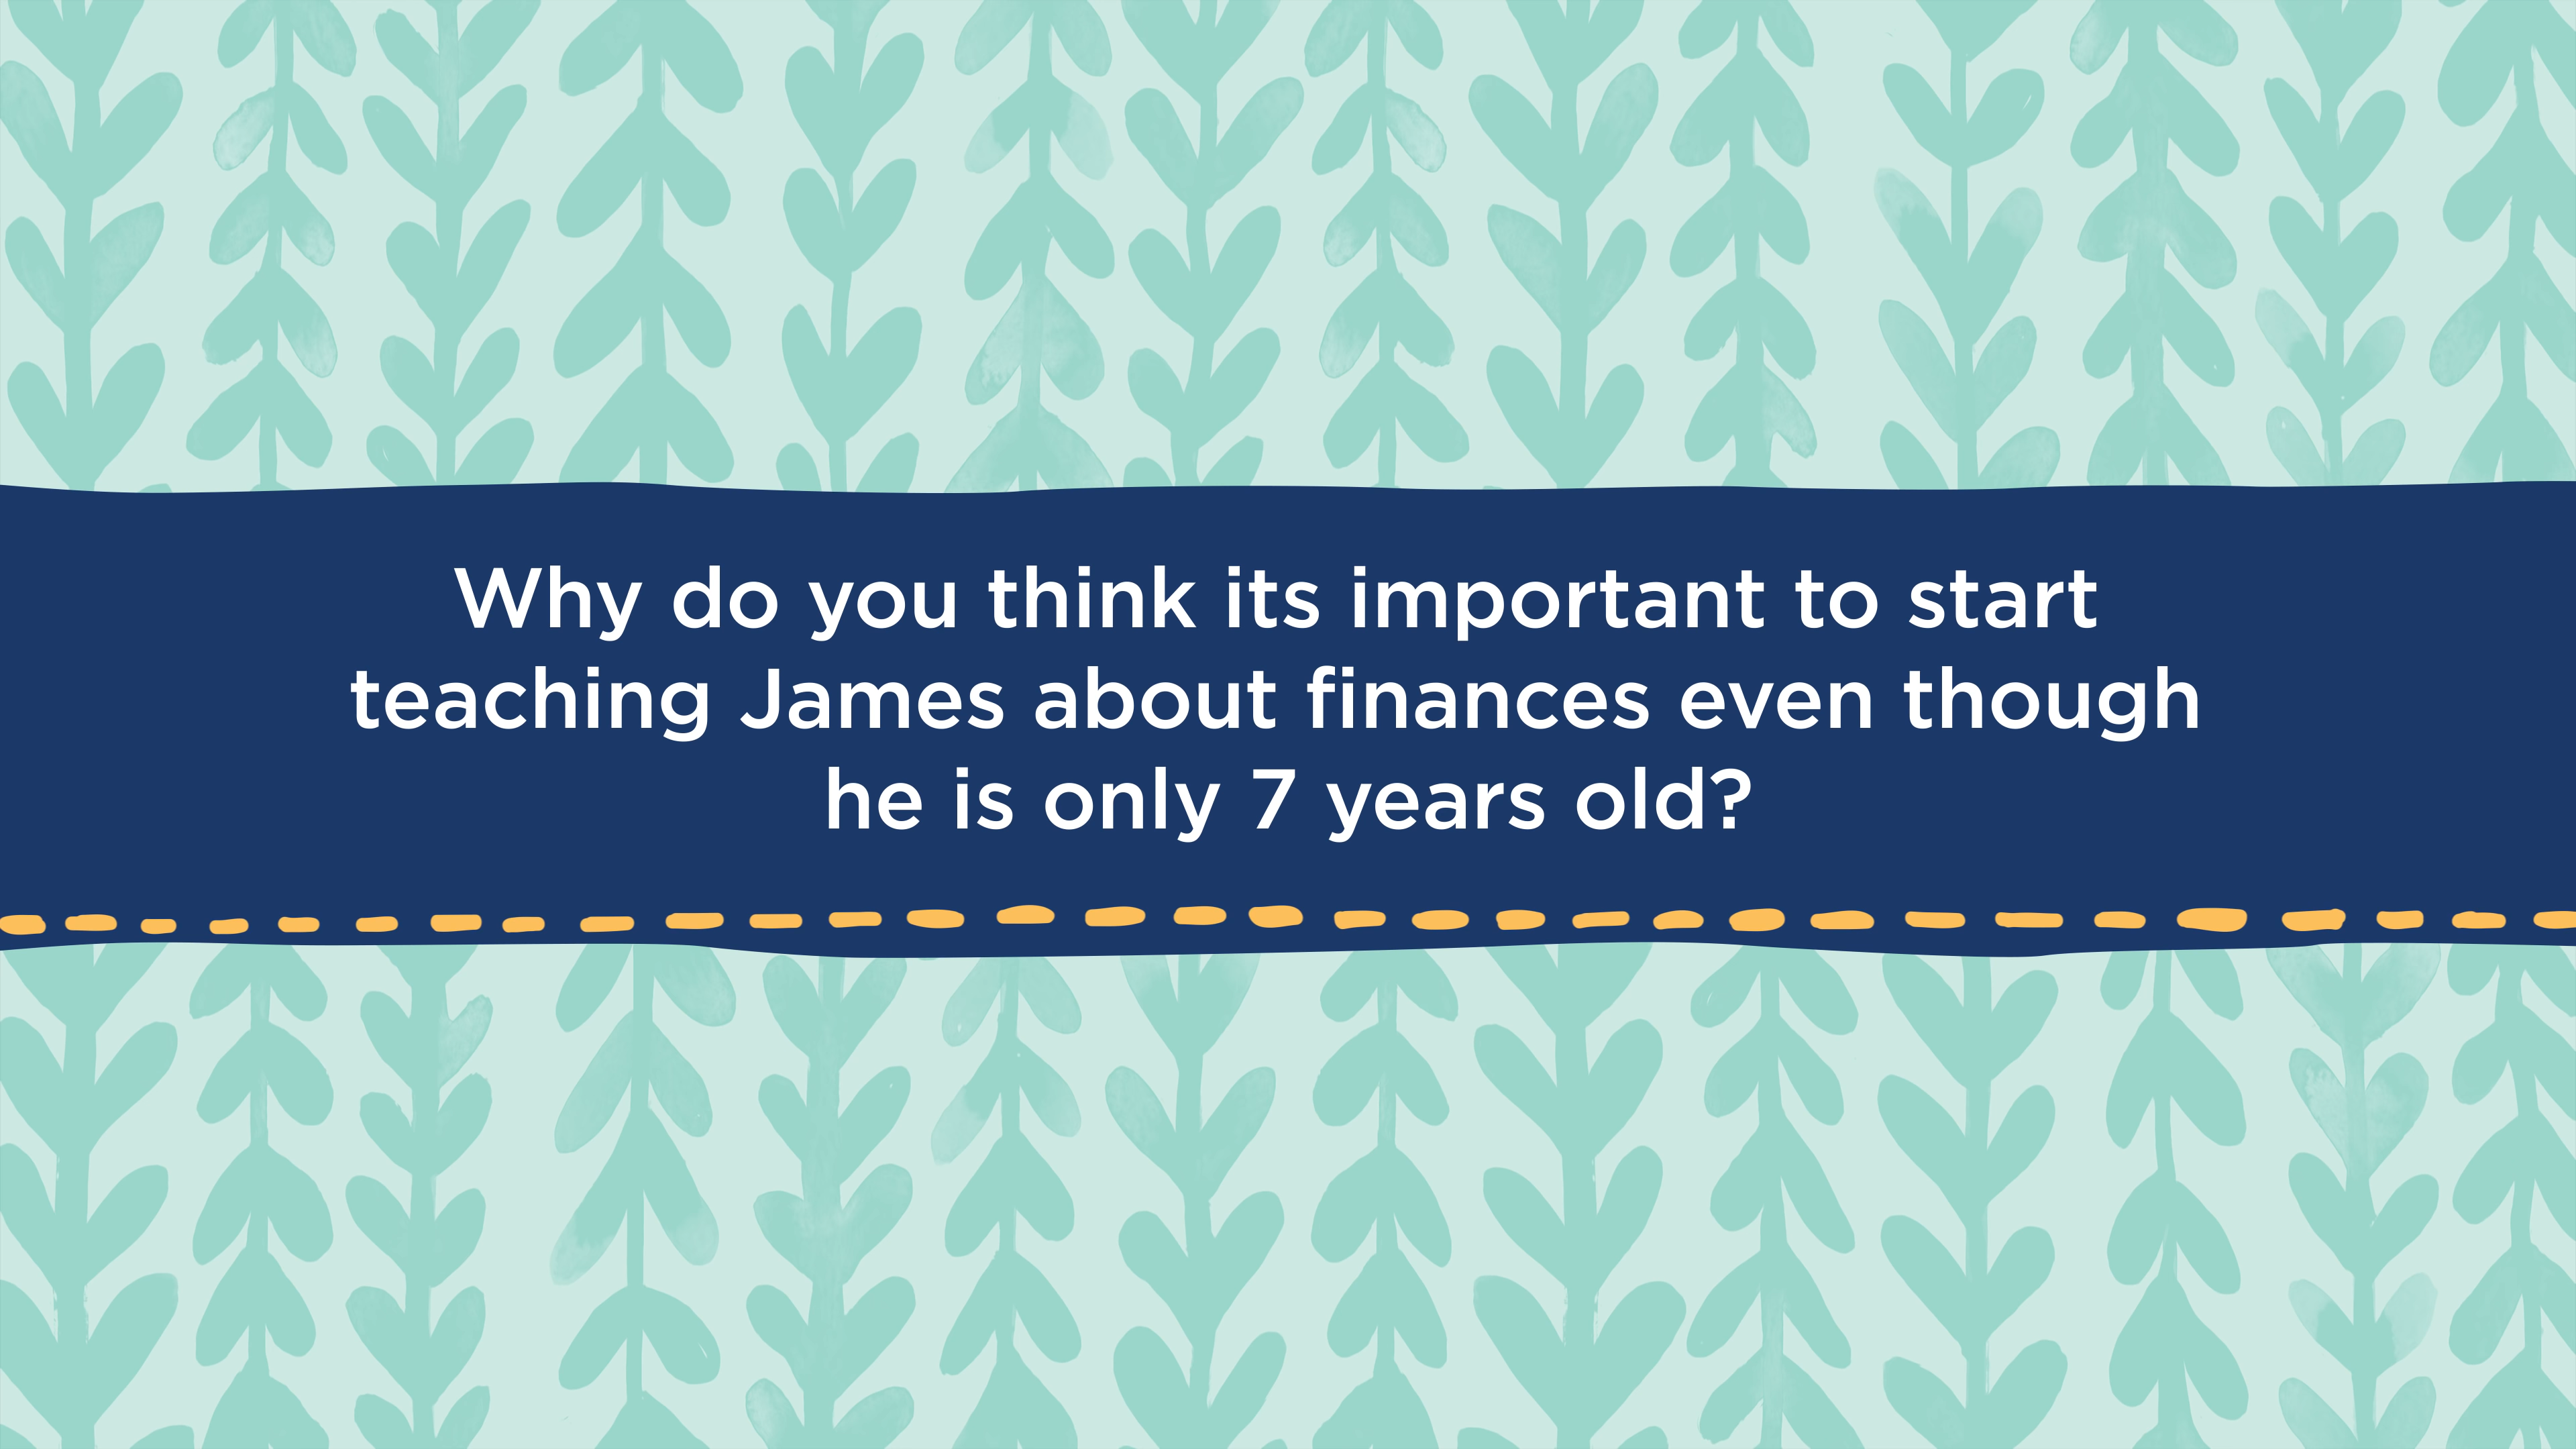 Why do you think its important to start
teaching James about finances even though
he is only 7 years old?